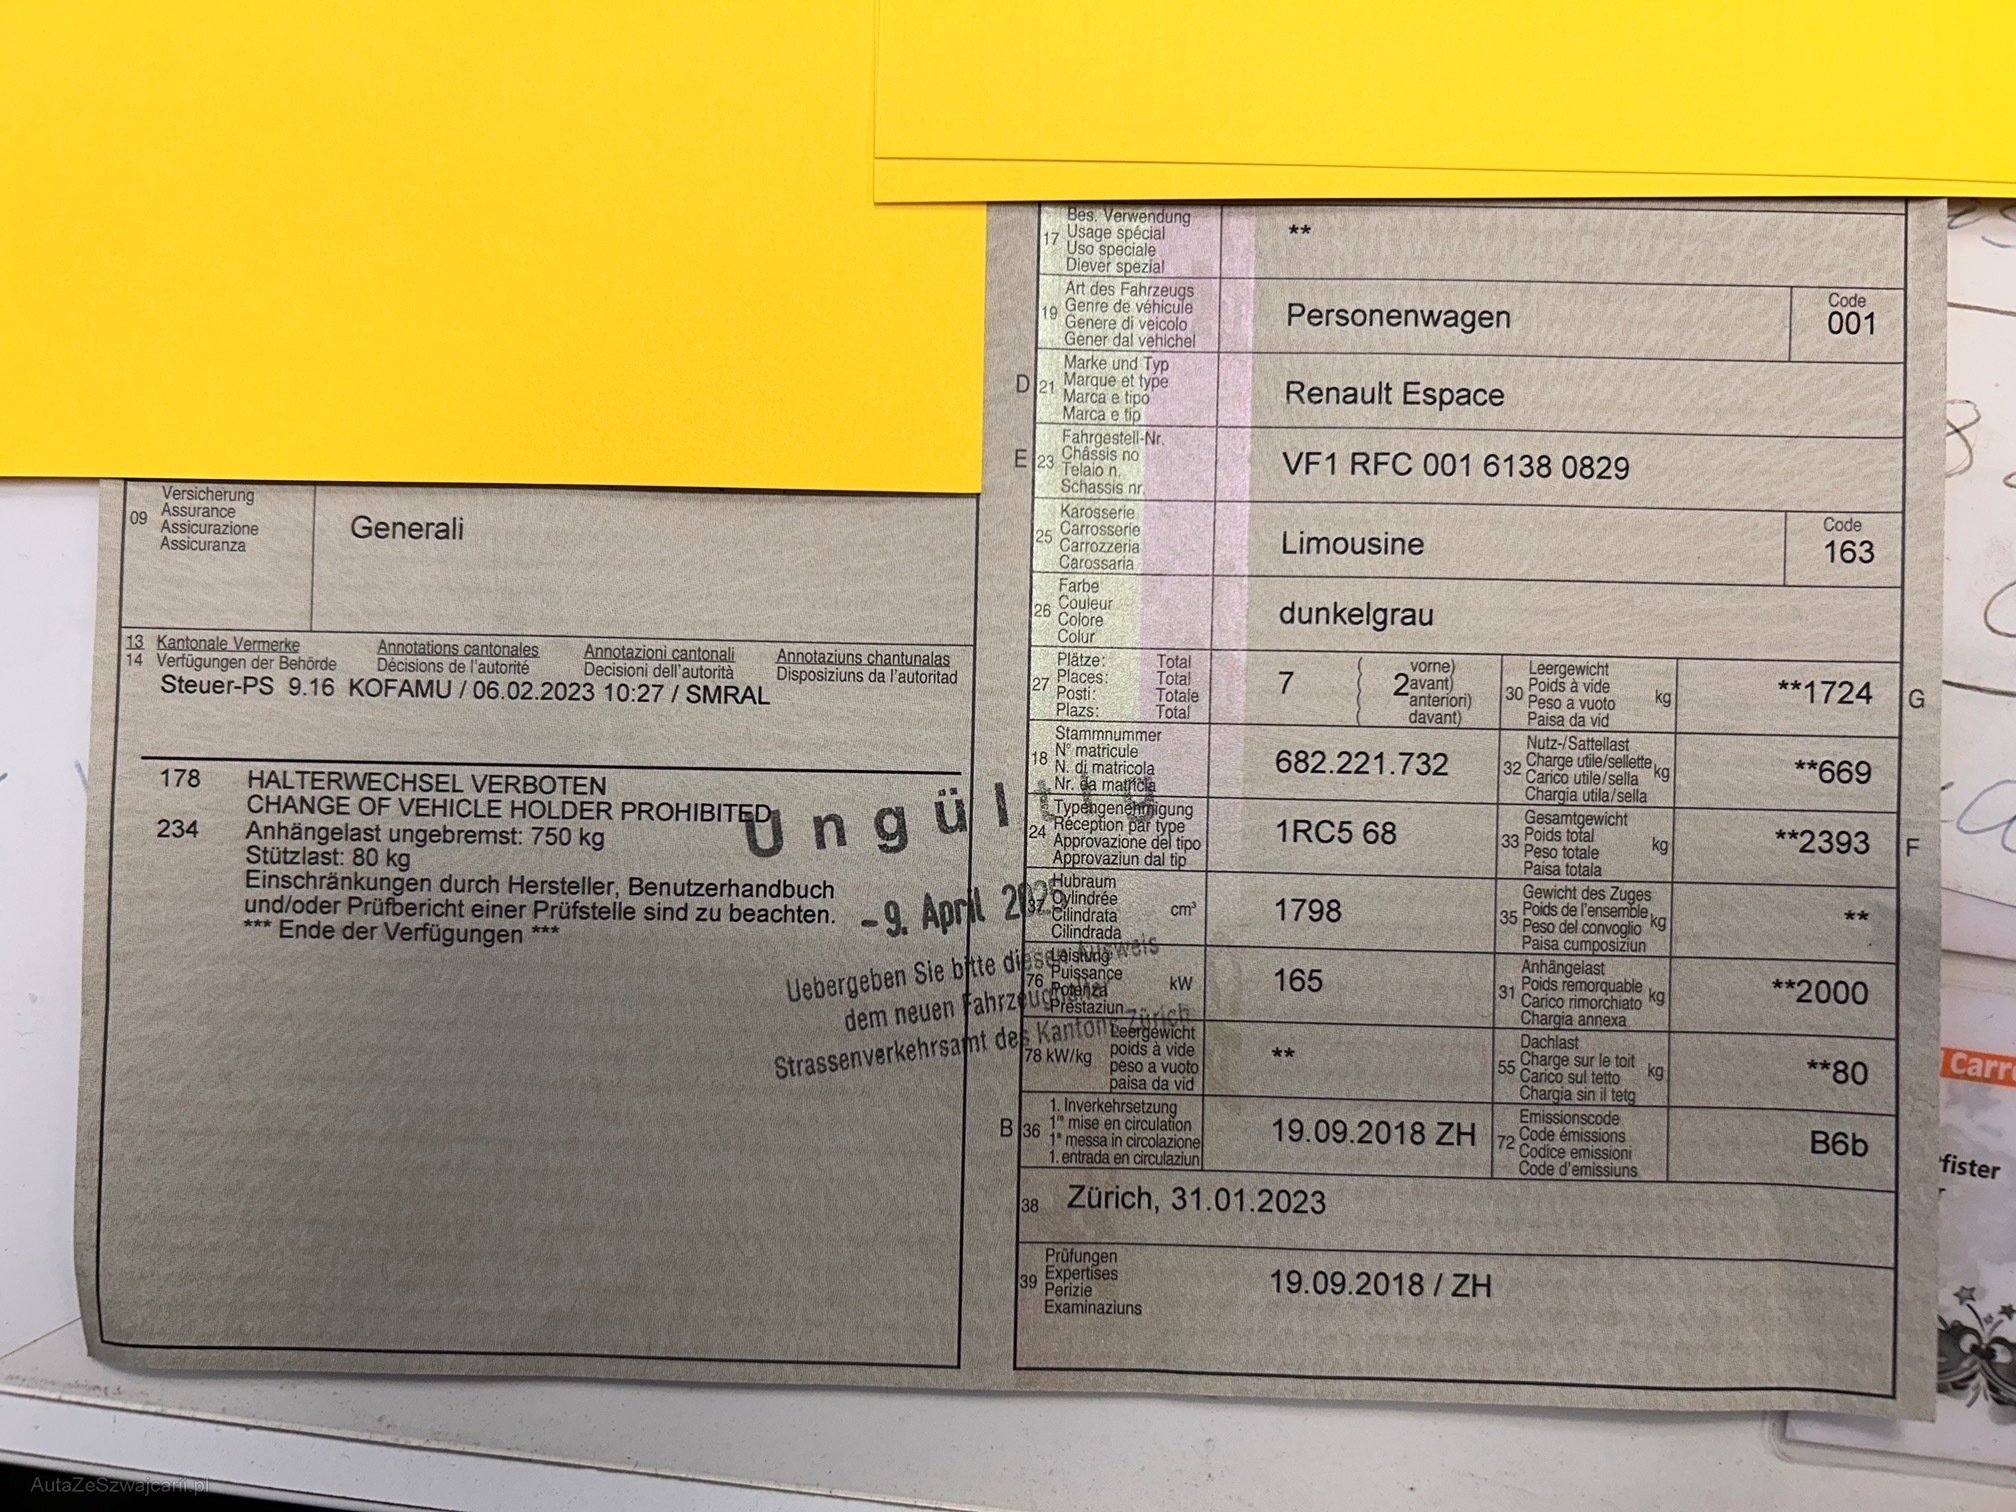 09
Versicherung
Assurance
Assicurazione
Assicuranza
Generali
13 Kantonale Vermerke Annotations cantonales Annotazioni cantonali Annotaziuns chantunalas
14 Verfügungen der Behörde Décisions de l'autorité Decisioni dell'autorità Disposiziuns da l'autoritad
Steuer-PS 9.16 KOFAMU / 06.02.2023 10:27 / SMRAL
178 HALTERWECHSEL VERBOTEN
CHANGE OF VEHICLE HOLDER PROHIBITED
234 Anhängelast ungebremst: 750 kg
Stützlast: 80 kg
Einschränkungen durch Hersteller, Benutzerhandbuch
und/oder Prüfbericht einer Prüfstelle sind zu beachten.
*** Ende der Verfügungen ***
Ungültig
- 9. April
Uebergeben Sie bitte diesen Ausweis
dem neuen
Strassenverkehrsamt des Kantons Zürich
17
Bes. Verwendung
Usage spécial
Uso speciale
Diever spezial
**
19
Art des Fahrzeugs
Genre de véhicule
Genere di veicolo
Gener dal vehichel
Personenwagen
Code
001
D 21
Marke und Typ
Marque et type
Marca e tipo
Marca e tip
Renault Espace
E 23
Fahrgestell-Nr.
Châssis no
Telaio n.
Schassis nr.
VF1 RFC 001 6138 0829
25
Karosserie
Carrosserie
Carrozzeria
Carossaria
Limousine
Code
163
26
Farbe
Couleur
Colore
Colur
dunkelgrau
27
Plätze: Total
Places: Total
Posti: Totale
Plazs: Total
7
2
vorne)
avant)
anteriori)
davant)
30
Leergewicht
Poids à vide
Peso a vuoto
Paisa da vid
kg
**1724
G
18
Stammnummer
N° matricule
N. di matricola
Nr. da matricla
682.221.732
32
Nutz-/Sattellast
Charge utile/sellette
Carico utile/sella
Chargia utila/sella
kg
**669
24
Typengenehmigung
Réception par type
Approvazione del tipo
Approvaziun dal tip
1RC5 68
33
Gesamtgewicht
Poids total
Peso totale
Paisa totala
kg
**2393
F
37
Hubraum
Cylindrée
Cilindrata
Cilindrada
cm³
1798
35
Gewicht des Zuges
Poids de l'ensemble
Peso del convoglio
Paisa cumposiziun
kg
**
76
Leistung
Puissance
Potenza
Prestaziun
kW
165
31
Anhängelast
Poids remorquable
Carico rimorchiato
Chargia annexa
kg
**2000
78 kW/kg
Leergewicht
poids à vide
peso a vuoto
paisa da vid
**
55
Dachlast
Charge sur le toit
Carico sul tetto
Chargia sin il tetg
kg
**80
B 36
1. Inverkehrsetzung
1re mise en circulation
1a messa in circolazione
1. entrada en circulaziun
19.09.2018 ZH
72
Emissionscode
Code émissions
Codice emissioni
Code d'emissiuns
B6b
38 Zürich, 31.01.2023
39
Prüfungen
Expertises
Perizie
Examinaziuns
19.09.2018 / ZH
Carr
fister
AutaZeSzwajcarii.pl